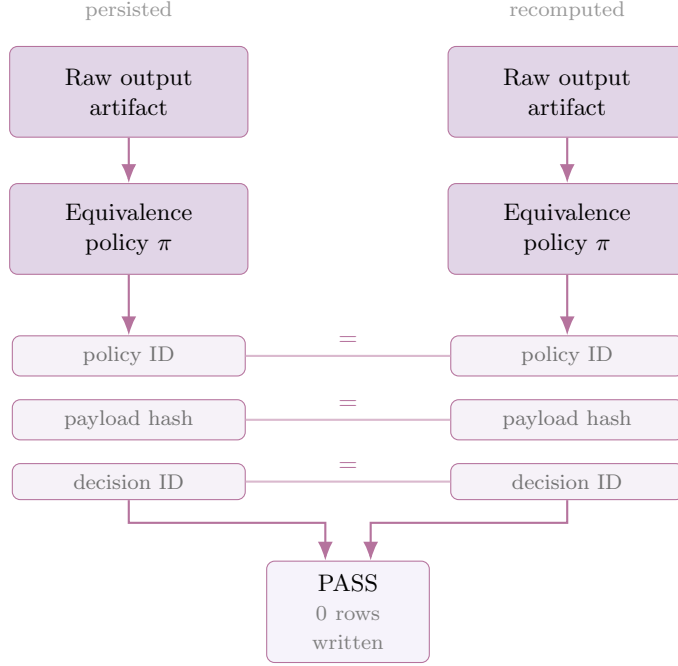 persisted
recomputed
Raw output
artifact
Raw output
artifact
Equivalence
policy π
Equivalence
policy π
policy ID
=
policy ID
payload hash
=
payload hash
decision ID
=
decision ID
PASS
0 rows
written